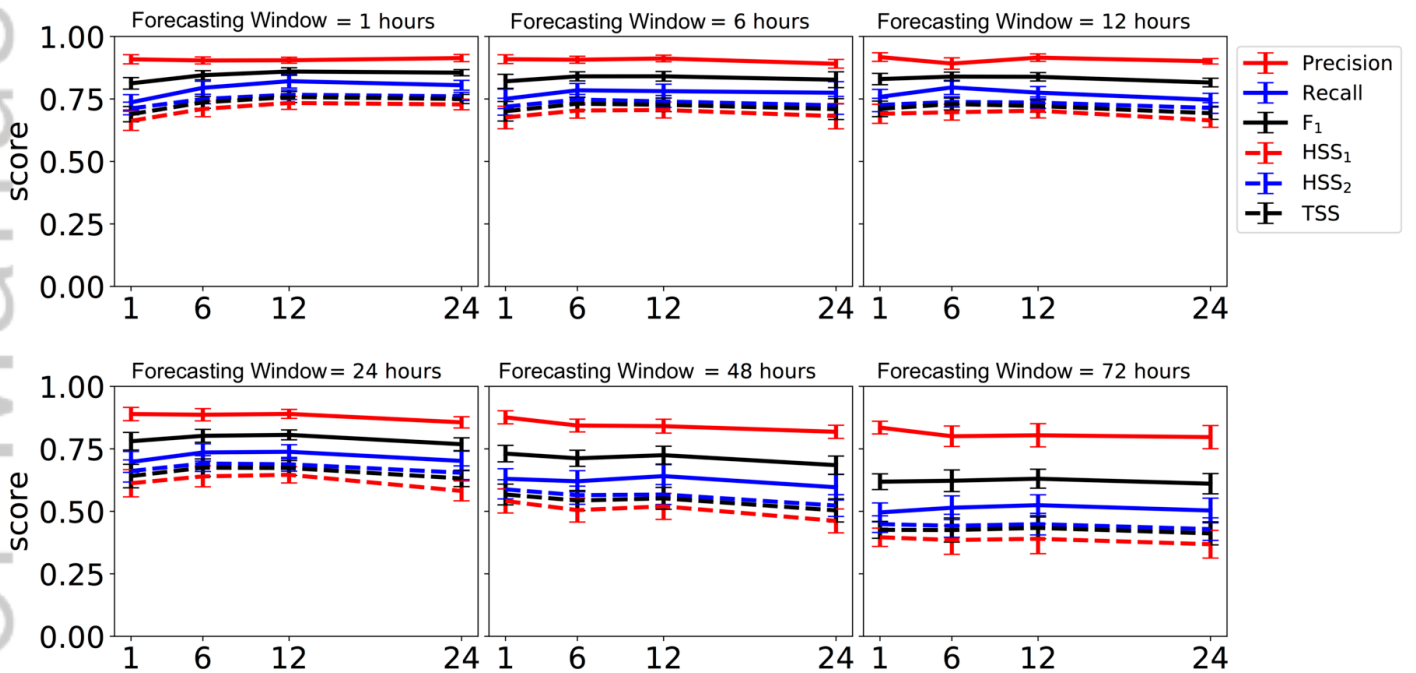 Forecasting Window = 1 hours
Forecasting Window = 6 hours
Forecasting Window = 12 hours
1.00
0.75
0.50
0.25
0.00
score
1 6 12 24
1 6 12 24
1 6 12 24
Precision
Recall
F₁
HSS₁
HSS₂
TSS
Forecasting Window = 24 hours
Forecasting Window = 48 hours
Forecasting Window = 72 hours
1.00
0.75
0.50
0.25
0.00
score
1 6 12 24
1 6 12 24
1 6 12 24